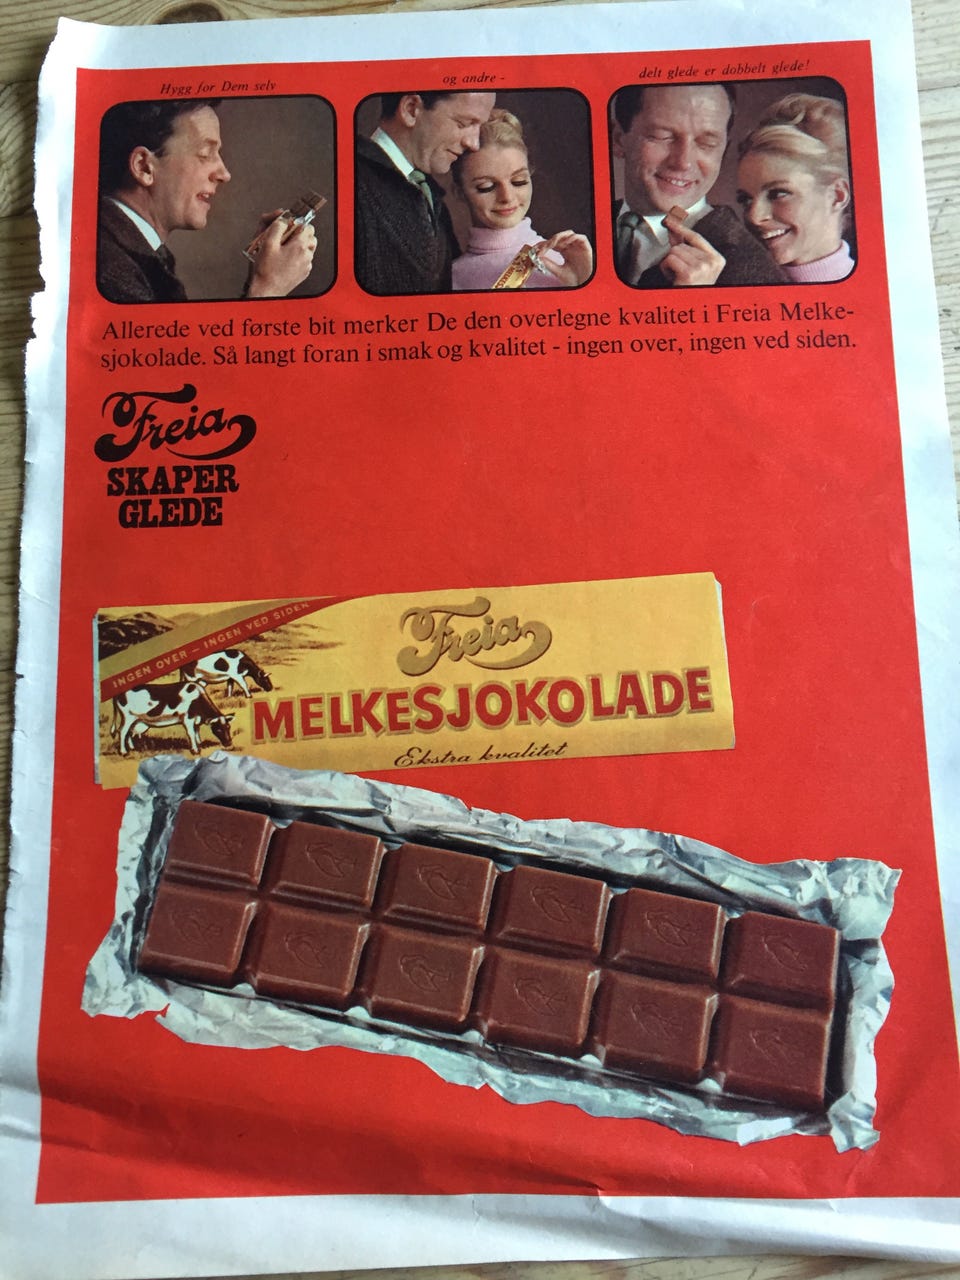 Hygg for Dem selv
og andre -
delt glede er dobbelt glede!
Allerede ved første bit merker De den overlegne kvalitet i Freia Melke-
sjokolade. Så langt foran i smak og kvalitet - ingen over, ingen ved siden.
Freia
SKAPER
GLEDE
INGEN OVER - INGEN VED SIDEN
Freia
MELKESJOKOLADE
Ekstra kvalitet